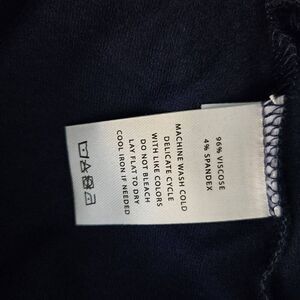 96% VISCOSE
4% SPANDEX
MACHINE WASH COLD
DELICATE CYCLE
WITH LIKE COLORS
DO NOT BLEACH
LAY FLAT TO DRY
COOL IRON IF NEEDED